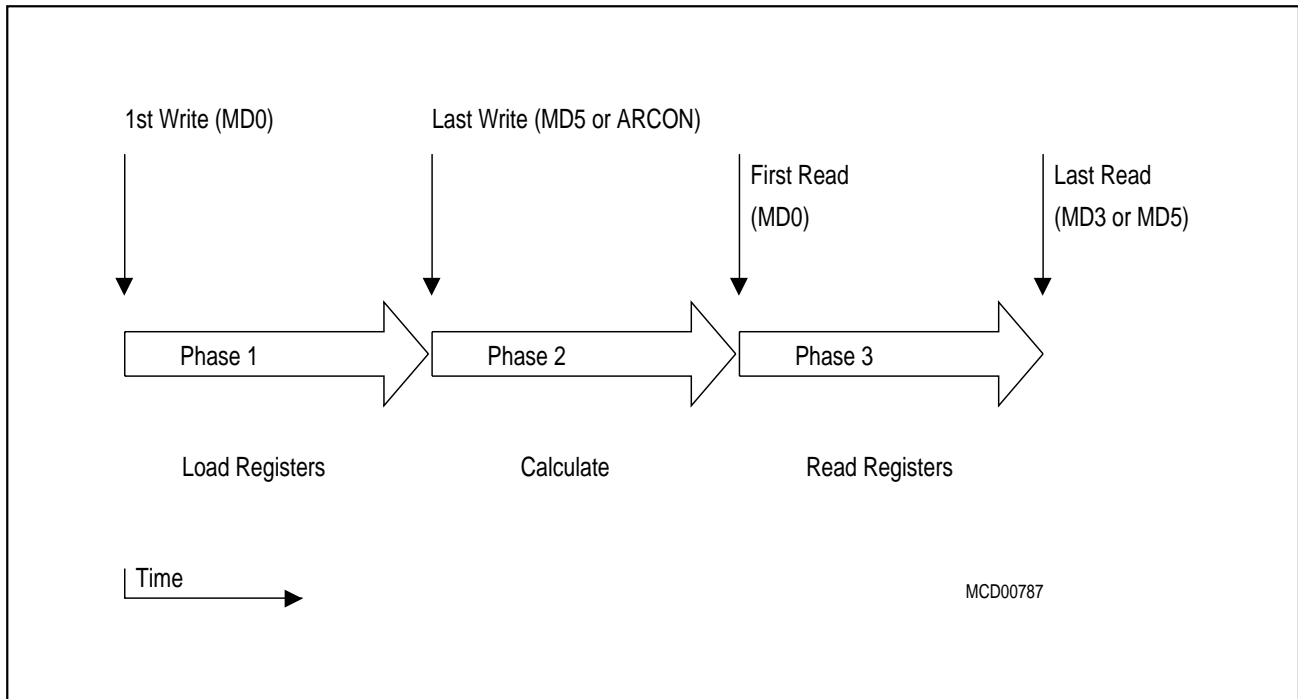 1st Write (MD0)
Last Write (MD5 or ARCON)
First Read
(MD0)
Last Read
(MD3 or MD5)
Phase 1
Phase 2
Phase 3
Load Registers
Calculate
Read Registers
Time
MCD00787